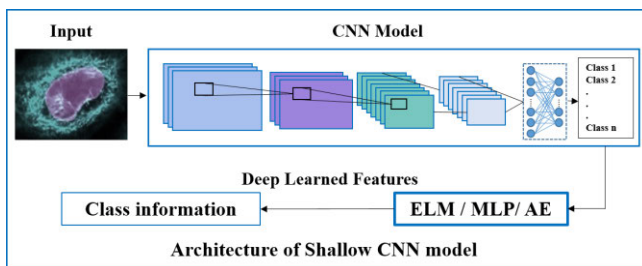 Input
CNN Model
Class 1
Class 2
.
.
.
Class n
Deep Learned Features
Class information
ELM / MLP/ AE
Architecture of Shallow CNN model